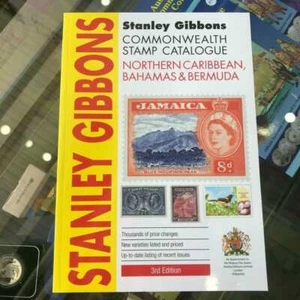 STANLEY GIBBONS
Stanley Gibbons
COMMONWEALTH
STAMP CATALOGUE
NORTHERN CARIBBEAN,
BAHAMAS & BERMUDA
JAMAICA
8d
Thousands of price changes
New varieties listed and priced
Up-to-date listing of recent issues
3rd Edition